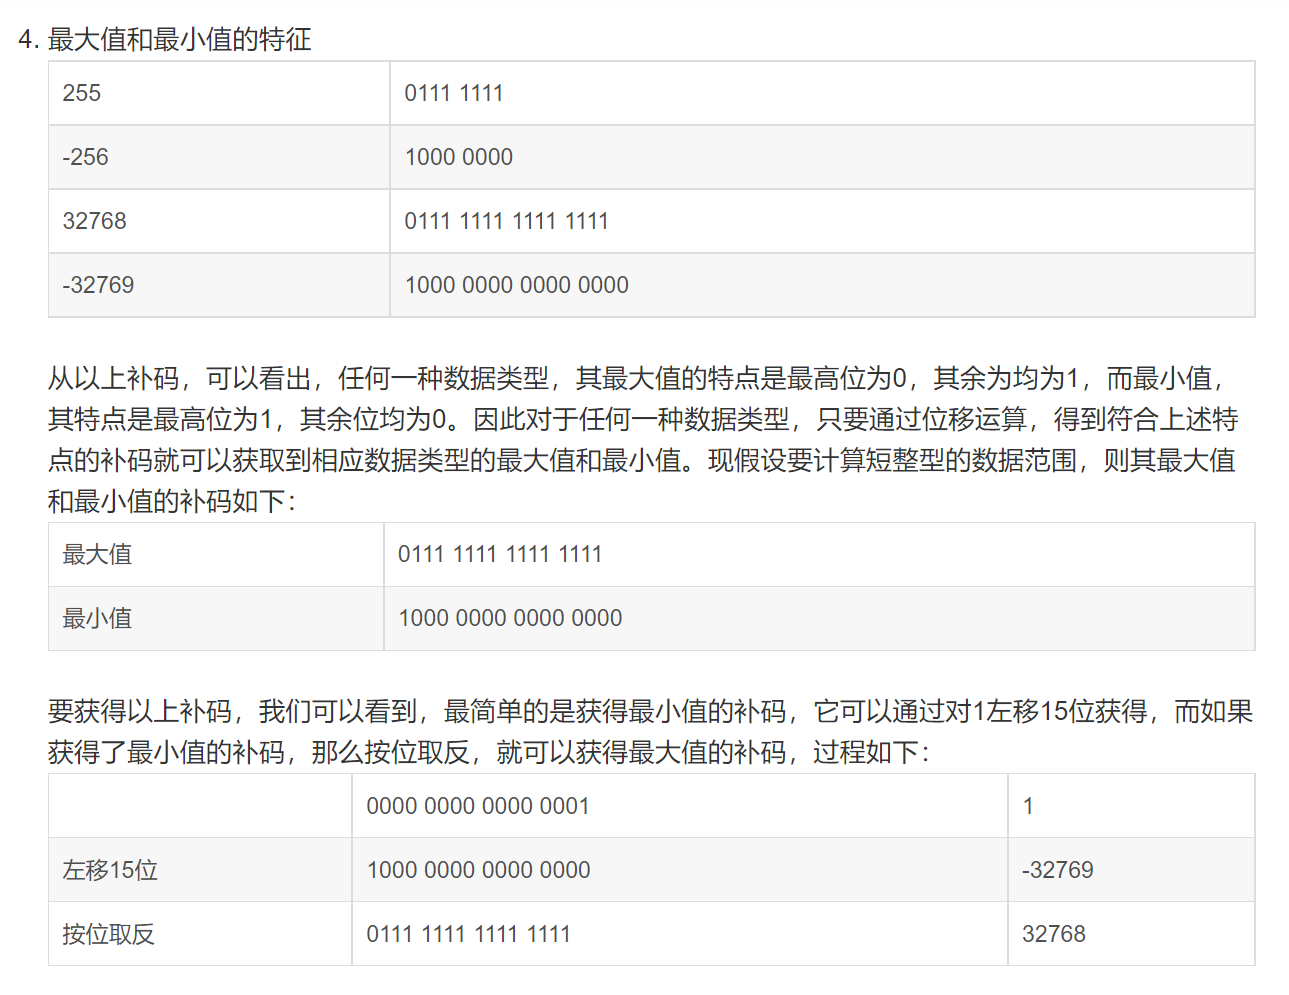 4. 最大值和最小值的特征
255 0111 1111
-256 1000 0000
32768 0111 1111 1111 1111
-32769 1000 0000 0000 0000
从以上补码，可以看出，任何一种数据类型，其最大值的特点是最高位为0，其余为均为1，而最小值，
其特点是最高位为1，其余位均为0。因此对于任何一种数据类型，只要通过位移运算，得到符合上述特
点的补码就可以获取到相应数据类型的最大值和最小值。现假设要计算短整型的数据范围，则其最大值
和最小值的补码如下：
最大值 0111 1111 1111 1111
最小值 1000 0000 0000 0000
要获得以上补码，我们可以看到，最简单的是获得最小值的补码，它可以通过对1左移15位获得，而如果
获得了最小值的补码，那么按位取反，就可以获得最大值的补码，过程如下：
0000 0000 0000 0001 1
左移15位 1000 0000 0000 0000 -32769
按位取反 0111 1111 1111 1111 32768